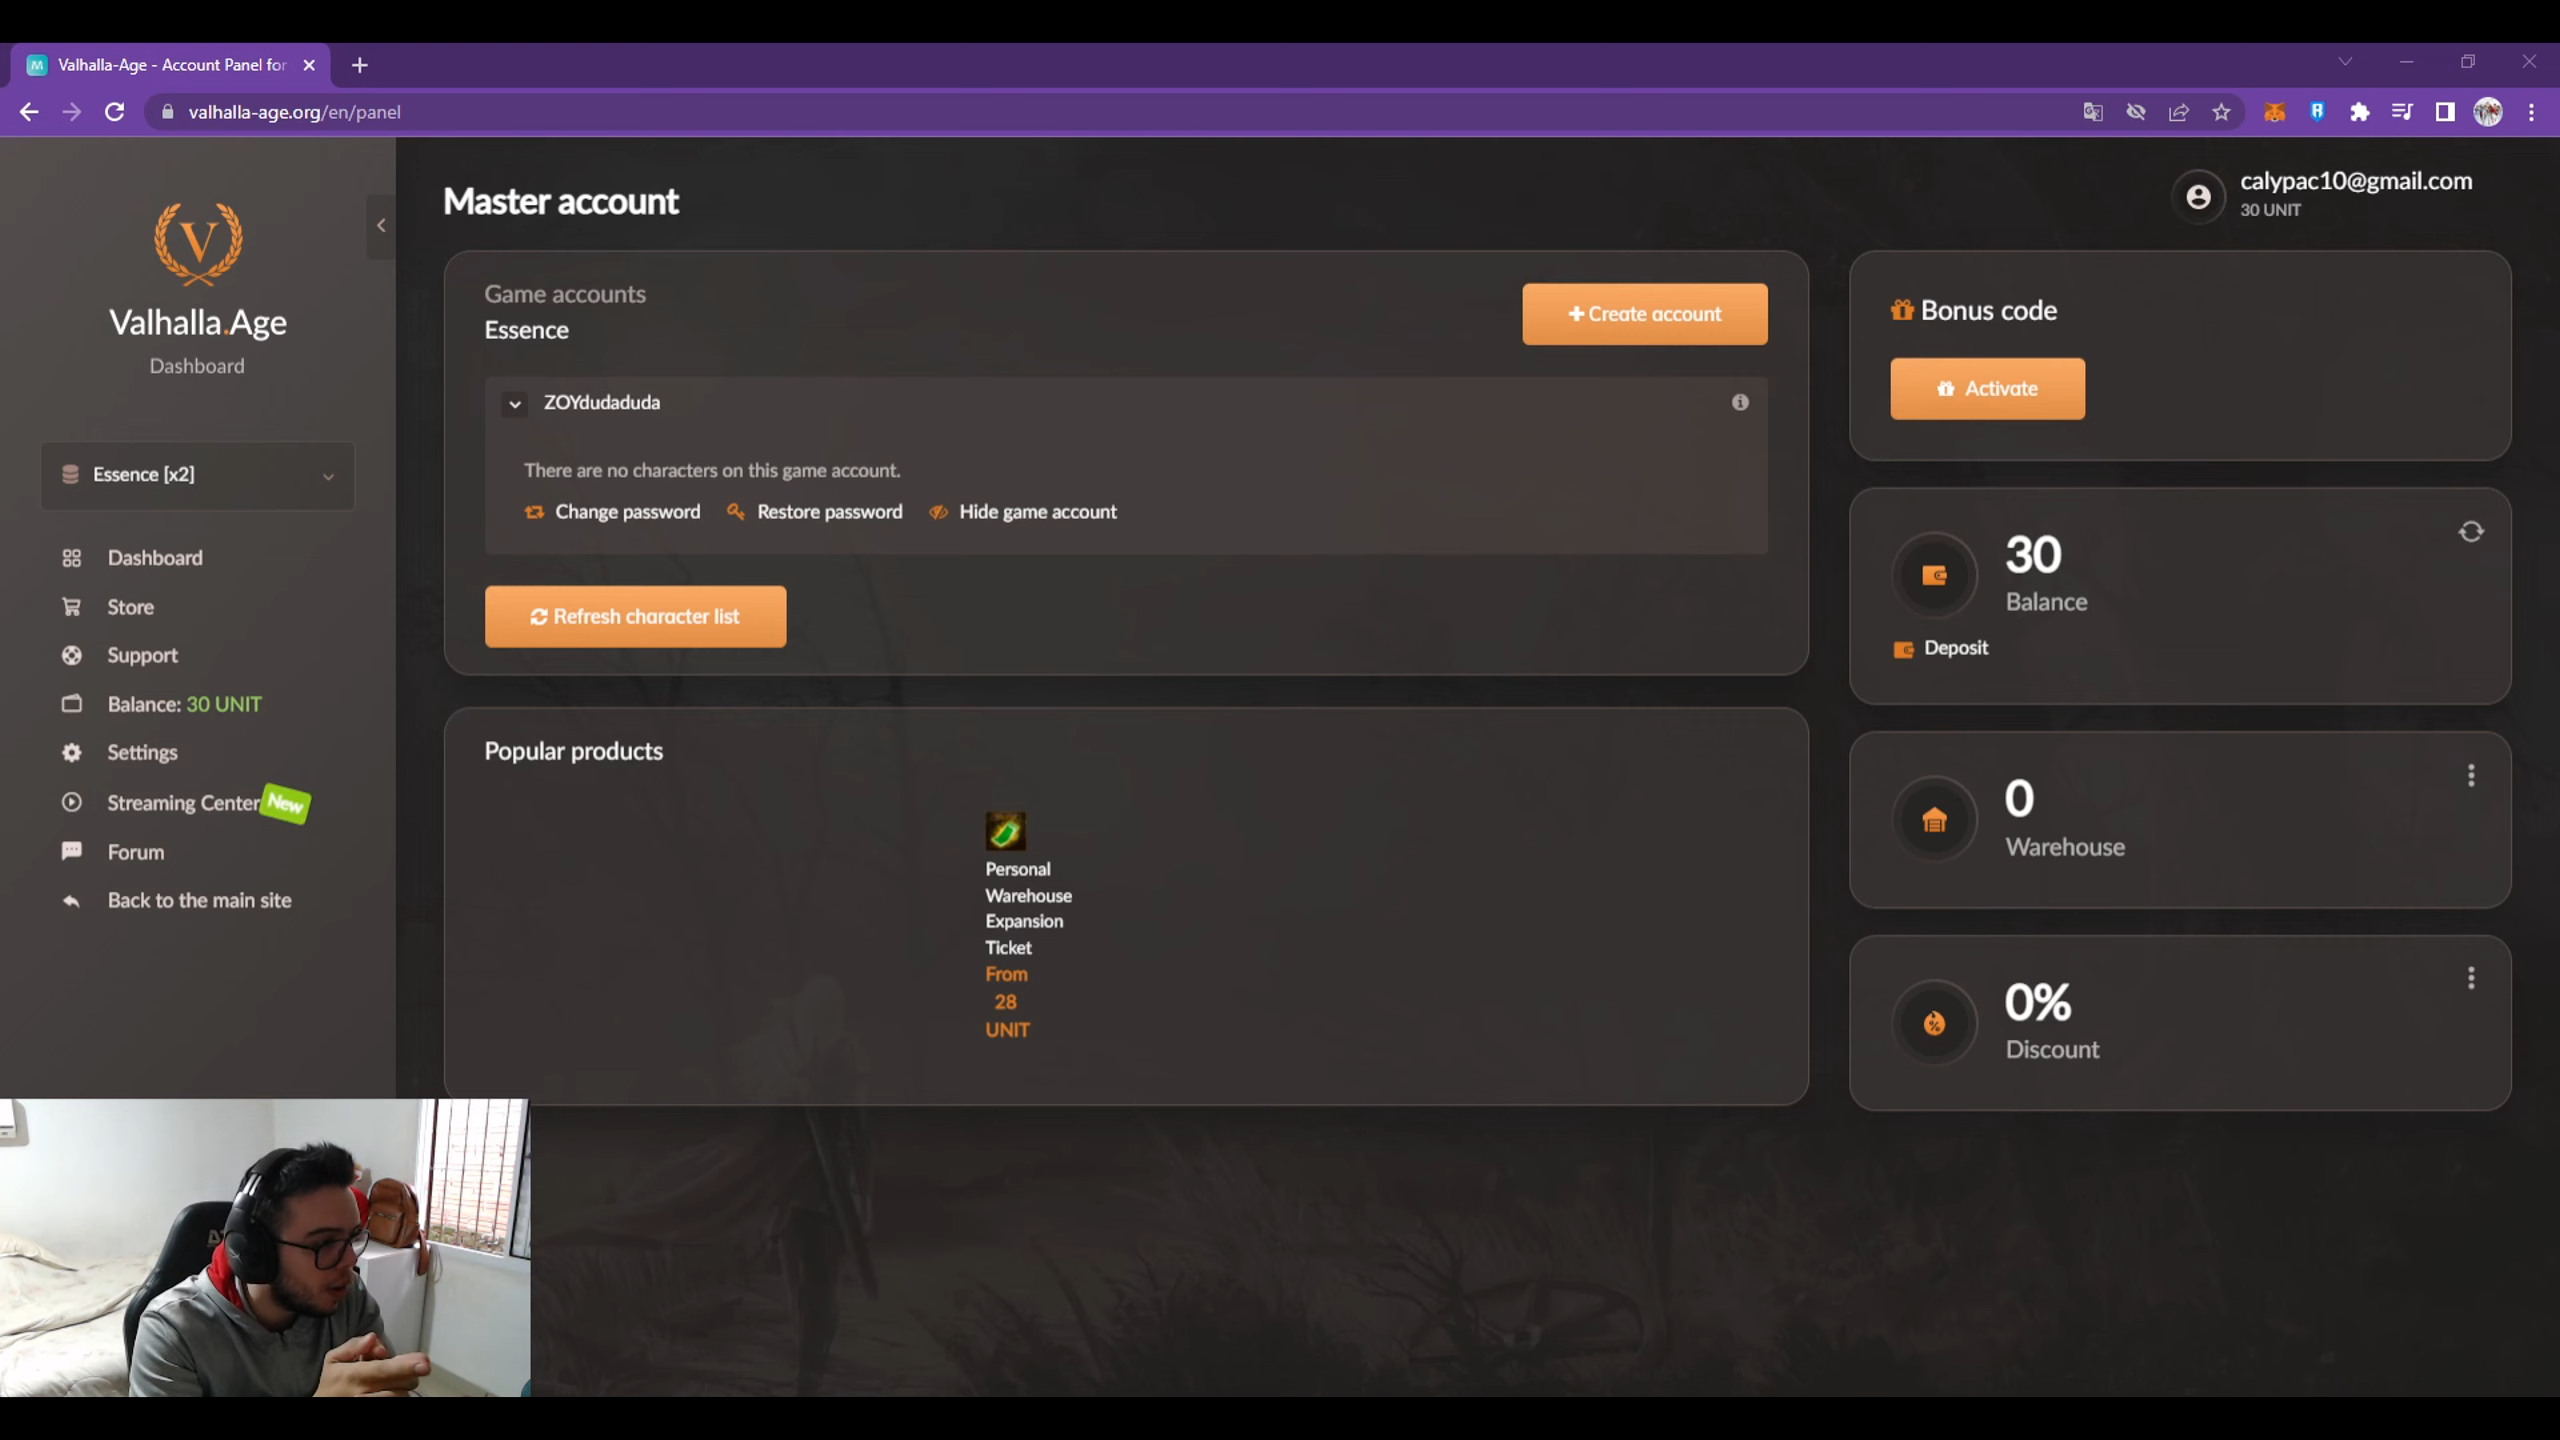 Valhalla-Age - Account Panel for
valhalla-age.org/en/panel
Valhalla.Age
Dashboard
Essence [x2]
Dashboard
Store
Support
Balance: 30 UNIT
Settings
Streaming Center New
Forum
Back to the main site
Master account
calypac10@gmail.com
30 UNIT
Game accounts
Essence
Create account
ZOYdudaduda
There are no characters on this game account.
Change password Restore password Hide game account
Refresh character list
Popular products
Personal
Warehouse
Expansion
Ticket
From
28
UNIT
Bonus code
Activate
30
Balance
Deposit
0
Warehouse
0%
Discount